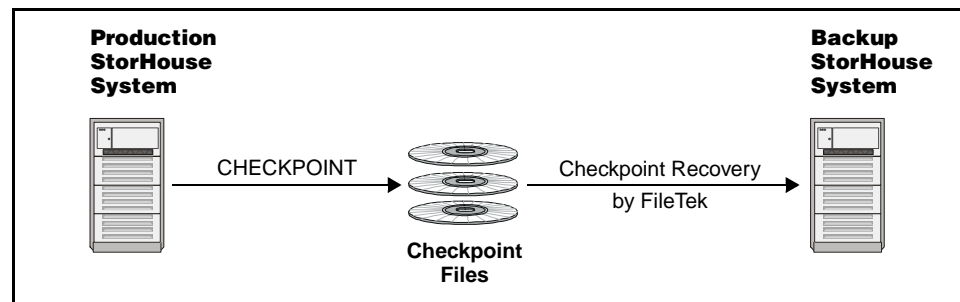 Production
StorHouse
System
Backup
StorHouse
System
CHECKPOINT
Checkpoint Recovery
by FileTek
Checkpoint
Files